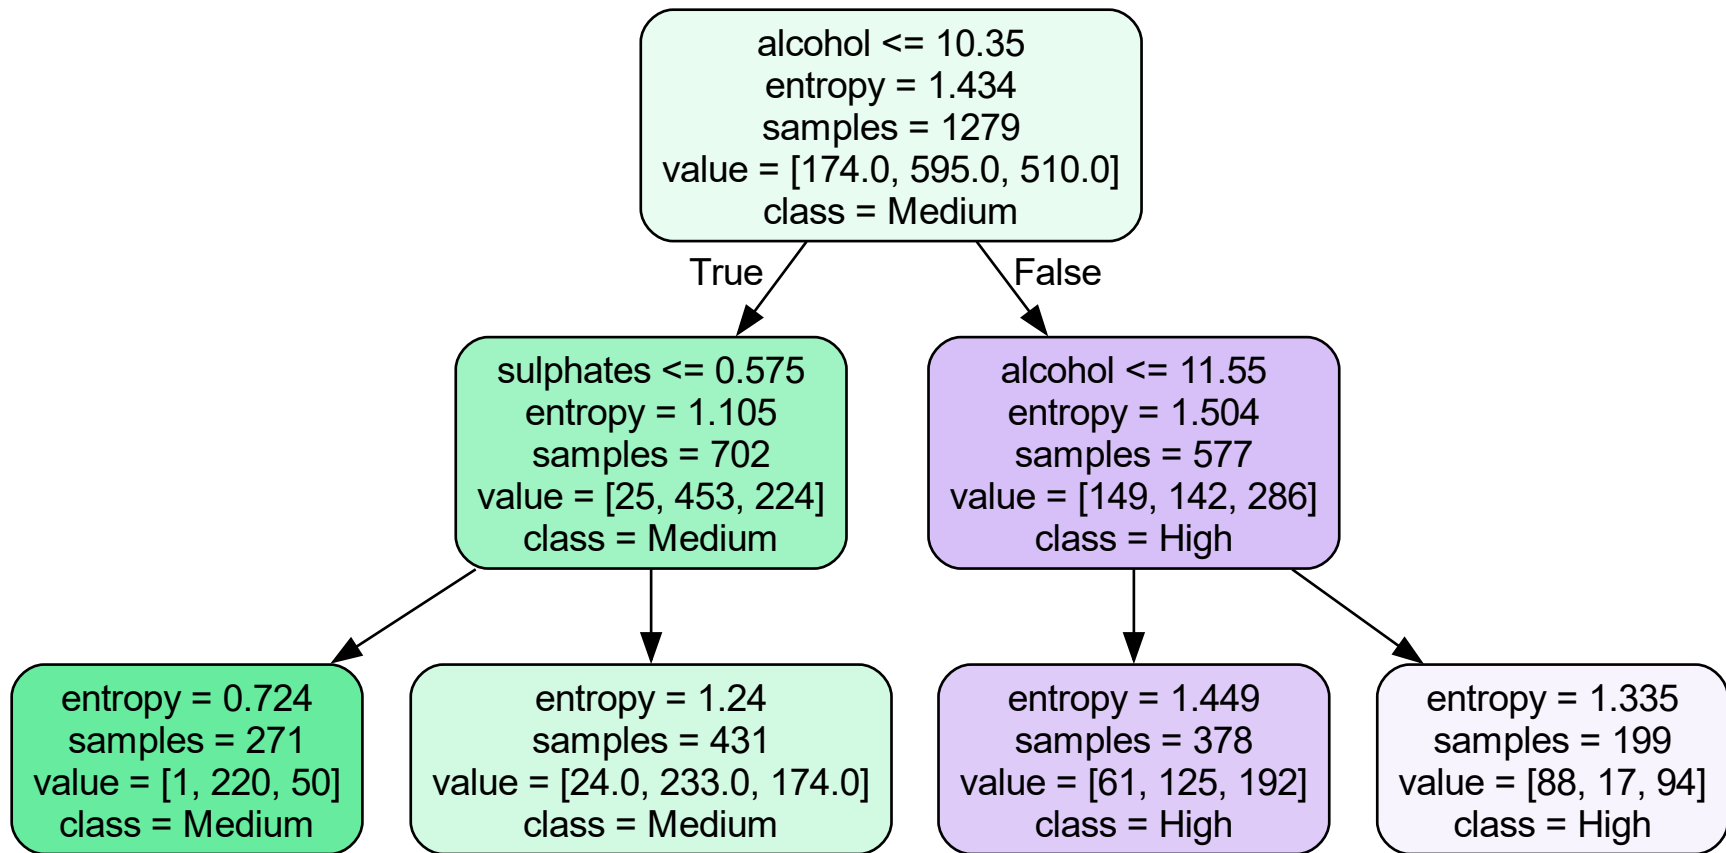 alcohol <= 10.35
entropy = 1.434
samples = 1279
value = [174.0, 595.0, 510.0]
class = Medium
True
False
sulphates <= 0.575
entropy = 1.105
samples = 702
value = [25, 453, 224]
class = Medium
alcohol <= 11.55
entropy = 1.504
samples = 577
value = [149, 142, 286]
class = High
entropy = 0.724
samples = 271
value = [1, 220, 50]
class = Medium
entropy = 1.24
samples = 431
value = [24.0, 233.0, 174.0]
class = Medium
entropy = 1.449
samples = 378
value = [61, 125, 192]
class = High
entropy = 1.335
samples = 199
value = [88, 17, 94]
class = High